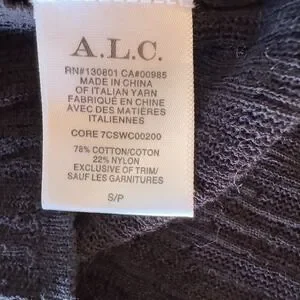 A.L.C.
RN#130801 CA#00985
MADE IN CHINA
OF ITALIAN YARN
FABRIQUÉ EN CHINE
AVEC DES MATIÈRES
ITALIENNES
CORE 7CSWC00200
78% COTTON/COTON
22% NYLON
EXCLUSIVE OF TRIM/
SAUF LES GARNITURES
S/P